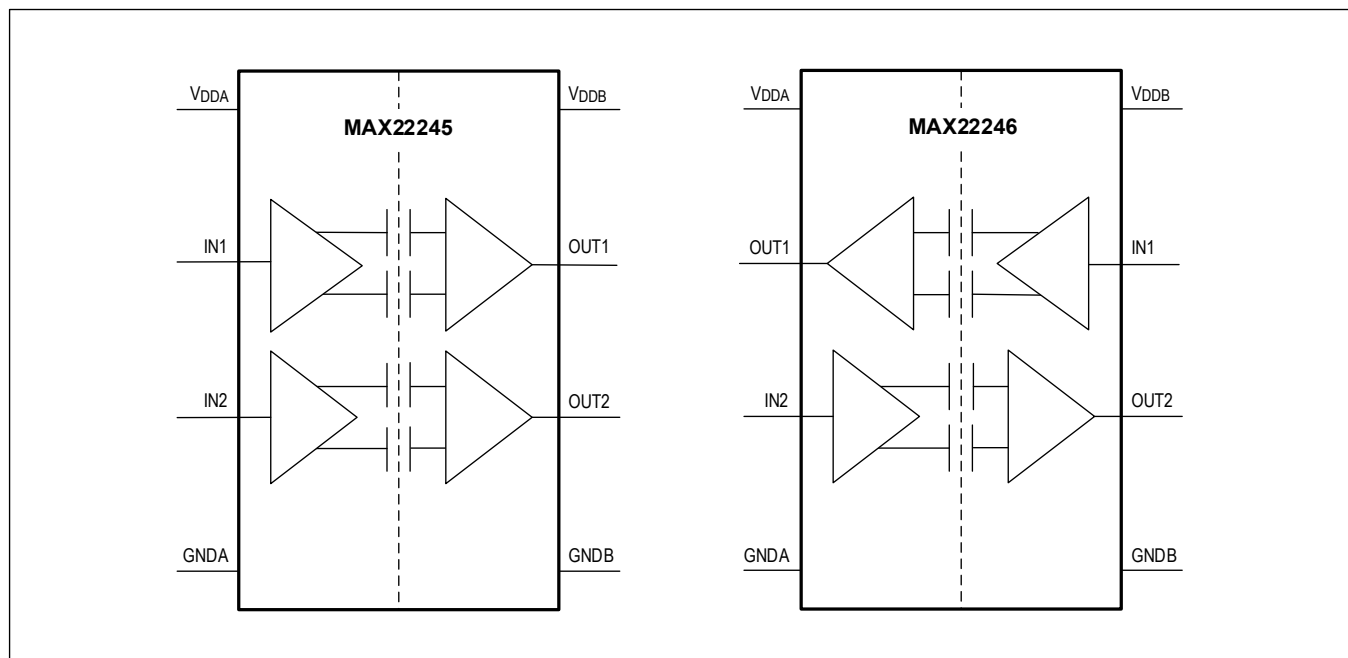 VDDA
VDDB
MAX22245
IN1
OUT1
IN2
OUT2
GNDA
GNDB
VDDA
VDDB
MAX22246
OUT1
IN1
IN2
OUT2
GNDA
GNDB